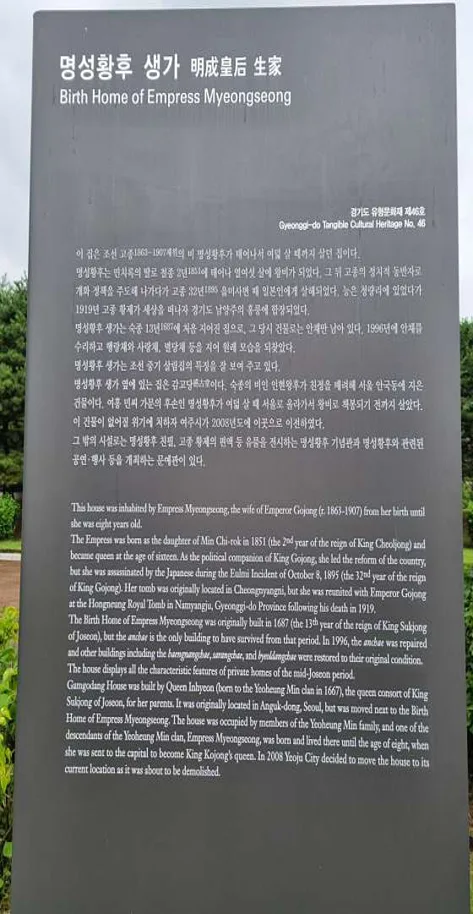 명성황후 생가 明成皇后 生家
Birth Home of Empress Myeongseong
경기도 유형문화재 제46호
Gyeonggi-do Tangible Cultural Heritage No. 46
이 집은 조선 고종1863~1907재위의 비 명성황후가 태어나서 여덟 살 때까지 살던 집이다.
명성황후는 민치록의 딸로 철종 2년1851에 태어나 열여섯 살에 왕비가 되었다. 그 뒤 고종의 정치적 동반자로
개화 정책을 주도해 나가다가 고종 32년1895 을미사변 때 일본인에게 살해되었다. 능은 청량리에 있었다가
1919년 고종 황제가 세상을 떠나자 경기도 남양주의 홍릉에 합장되었다.
명성황후 생가는 숙종 13년1687에 처음 지어진 집으로, 그 당시 건물로는 안채만 남아 있다. 1996년에 안채를
수리하고 행랑채와 사랑채, 별당채 등을 지어 원래 모습을 되찾았다.
명성황후 생가는 조선 중기 살림집의 특징을 잘 보여 주고 있다.
명성황후 생가 옆에 있는 집은 감고당感古堂이다. 숙종의 비인 인현왕후가 친정을 배려해 서울 안국동에 지은
건물이다. 여흥 민씨 가문의 후손인 명성황후가 여덟 살 때 서울로 올라가서 왕비로 책봉되기 전까지 살았다.
이 건물이 없어질 위기에 처하자 여주시가 2008년도에 이곳으로 이전하였다.
그 밖의 시설로는 명성황후 친필, 고종 황제의 편액 등 유물을 전시하는 명성황후 기념관과 명성황후와 관련된
공연·행사 등을 개최하는 문예관이 있다.
This house was inhabited by Empress Myeongseong, the wife of Emperor Gojong (r. 1863-1907) from her birth until
she was eight years old.
The Empress was born as the daughter of Min Chi-rok in 1851 (the 2nd year of the reign of King Cheoljong) and
became queen at the age of sixteen. As the political companion of King Gojong, she led the reform of the country,
but she was assassinated by the Japanese during the Eulmi Incident of October 8, 1895 (the 32nd year of the reign
of King Gojong). Her tomb was originally located in Cheongnyangni, but she was reunited with Emperor Gojong
at the Hongneung Royal Tomb in Namyangju, Gyeonggi-do Province following his death in 1919.
The Birth Home of Empress Myeongseong was originally built in 1687 (the 13th year of the reign of King Sukjong
of Joseon), but the anchae is the only building to have survived from that period. In 1996, the anchae was repaired
and other buildings including the haengnangchae, sarangchae, and byeoldangchae were restored to their original condition.
The house displays all the characteristic features of private homes of the mid-Joseon period.
Gamgodang House was built by Queen Inhyeon (born to the Yeoheung Min clan in 1667), the queen consort of King
Sukjong of Joseon, for her parents. It was originally located in Anguk-dong, Seoul, but was moved next to the Birth
Home of Empress Myeongseong. The house was occupied by members of the Yeoheung Min family, and one of the
descendants of the Yeoheung Min clan, Empress Myeongseong, was born and lived there until the age of eight, when
she was sent to the capital to become King Kojong's queen. In 2008 Yeoju City decided to move the house to its
current location as it was about to be demolished.